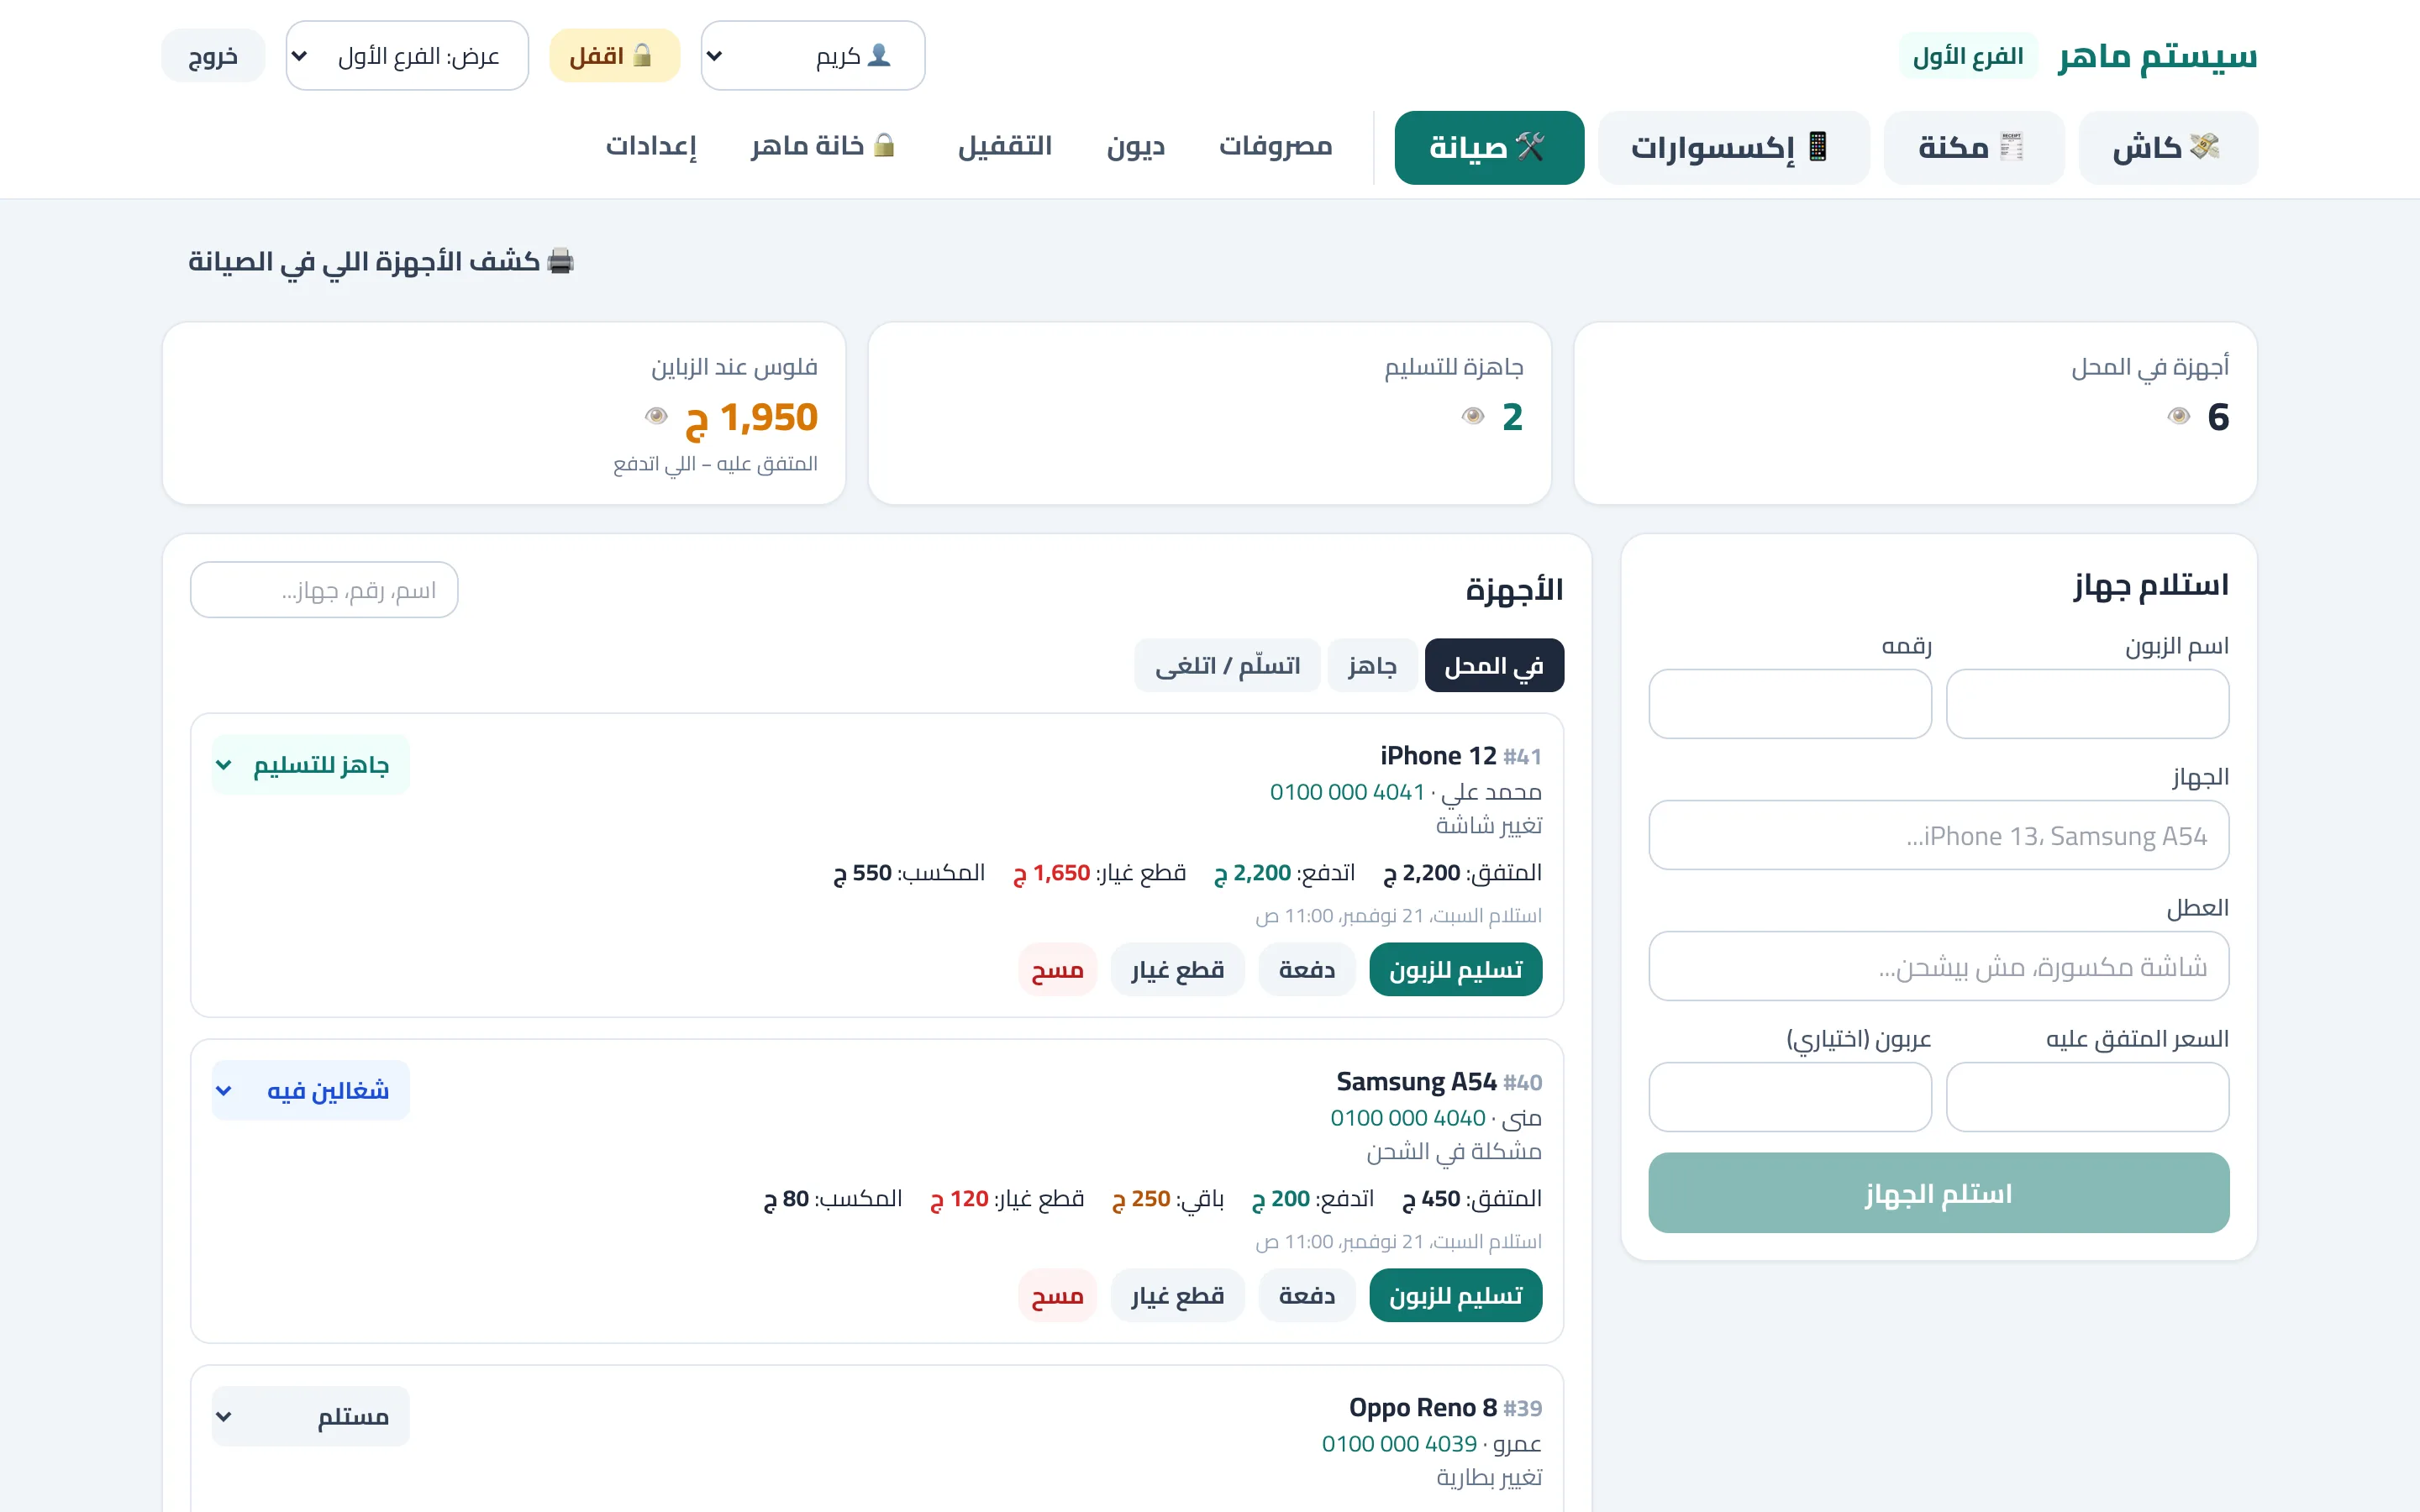 سيستم ماهر
الفرع الأول
كريم
اقفل
عرض: الفرع الأول
خروج
كاش
مكنة
إكسسوارات
صيانة
مصروفات
ديون
التقفيل
خانة ماهر
إعدادات
كشف الأجهزة اللي في الصيانة
أجهزة في المحل
6
جاهزة للتسليم
2
فلوس عند الزباين
1,950 ج
المتفق عليه – اللي اتدفع
استلام جهاز
اسم الزبون
رقمه
الجهاز
iPhone 13، Samsung A54...
العطل
شاشة مكسورة، مش بيشحن...
السعر المتفق عليه
عربون (اختياري)
استلم الجهاز
الأجهزة
اسم، رقم، جهاز...
في المحل
جاهز
اتسلّم / اتلغى
#41 iPhone 12
جاهز للتسليم
محمد علي · 0100 000 4041
تغيير شاشة
المتفق: 2,200 ج اتدفع: 2,200 ج قطع غيار: 1,650 ج المكسب: 550 ج
استلام السبت، 21 نوفمبر، 11:00 ص
تسليم للزبون
دفعة
قطع غيار
مسح
#40 Samsung A54
شغالين فيه
منى · 0100 000 4040
مشكلة في الشحن
المتفق: 450 ج اتدفع: 200 ج باقي: 250 ج قطع غيار: 120 ج المكسب: 80 ج
استلام السبت، 21 نوفمبر، 11:00 ص
تسليم للزبون
دفعة
قطع غيار
مسح
#39 Oppo Reno 8
مستلم
عمرو · 0100 000 4039
تغيير بطارية